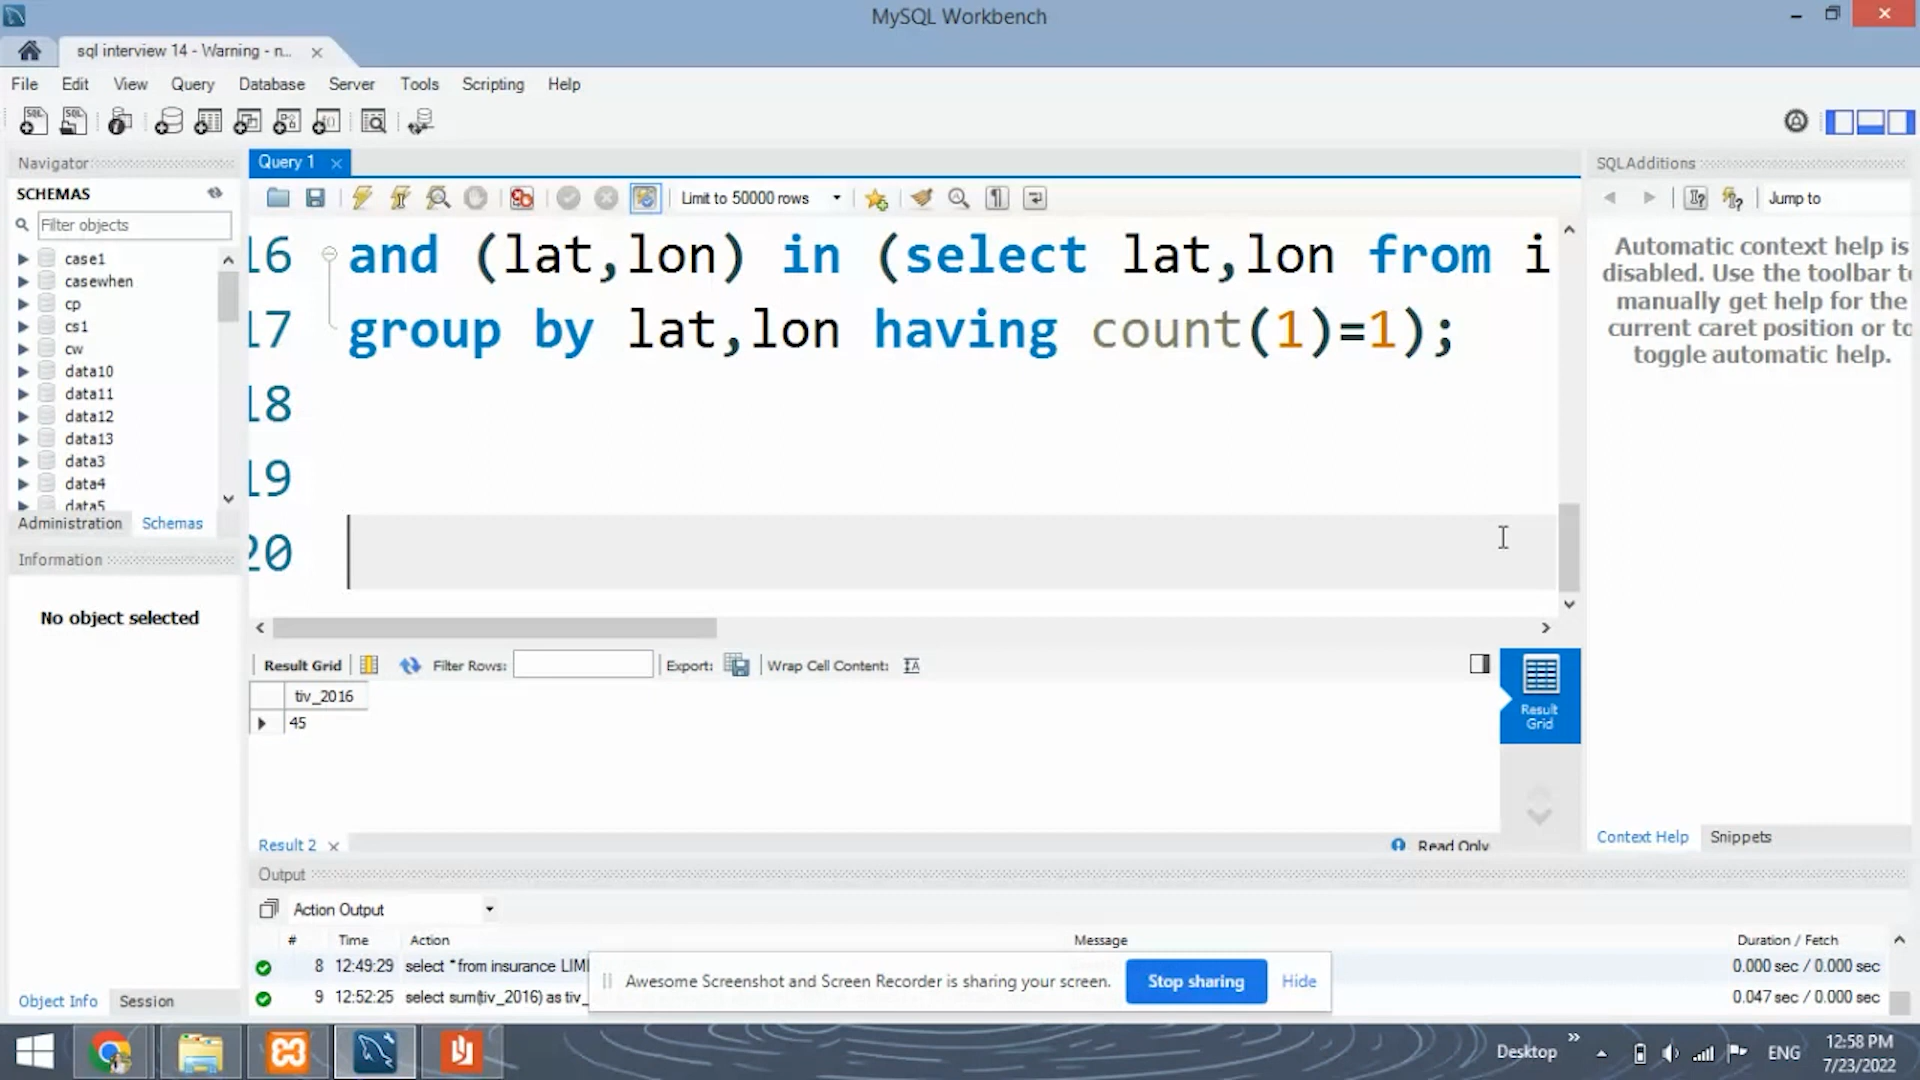 MySQL Workbench
sql interview 14 - Warning - n...
File Edit View Query Database Server Tools Scripting Help
Navigator
SCHEMAS
Filter objects
case1
casewhen
cp
cs1
cw
data10
data11
data12
data13
data3
data4
data5
Administration Schemas
Information
No object selected
Object Info Session
Query 1
Limit to 50000 rows
16 and (lat,lon) in (select lat,lon from i
17 group by lat,lon having count(1)=1);
18
19
20
Result Grid Filter Rows: Export: Wrap Cell Content:
tiv_2016
45
Result
Grid
Result 2 Read Only
Output
Action Output
# Time Action Message Duration / Fetch
8 12:49:29 select * from insurance LIMI 0.000 sec / 0.000 sec
9 12:52:25 select sum(tiv_2016) as tiv_ 0.047 sec / 0.000 sec
Awesome Screenshot and Screen Recorder is sharing your screen. Stop sharing Hide
SQLAdditions
Jump to
Automatic context help is
disabled. Use the toolbar to
manually get help for the
current caret position or to
toggle automatic help.
Context Help Snippets
Desktop ENG 12:58 PM
7/23/2022